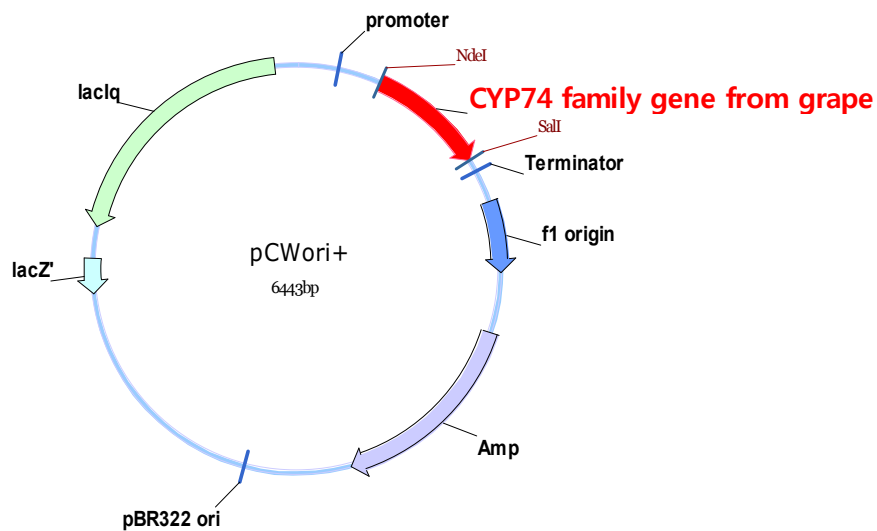 promoter
NdeI
lacIq
CYP74 family gene from grape
SalI
Terminator
f1 origin
pCWori+
6443bp
lacZ'
Amp
pBR322 ori